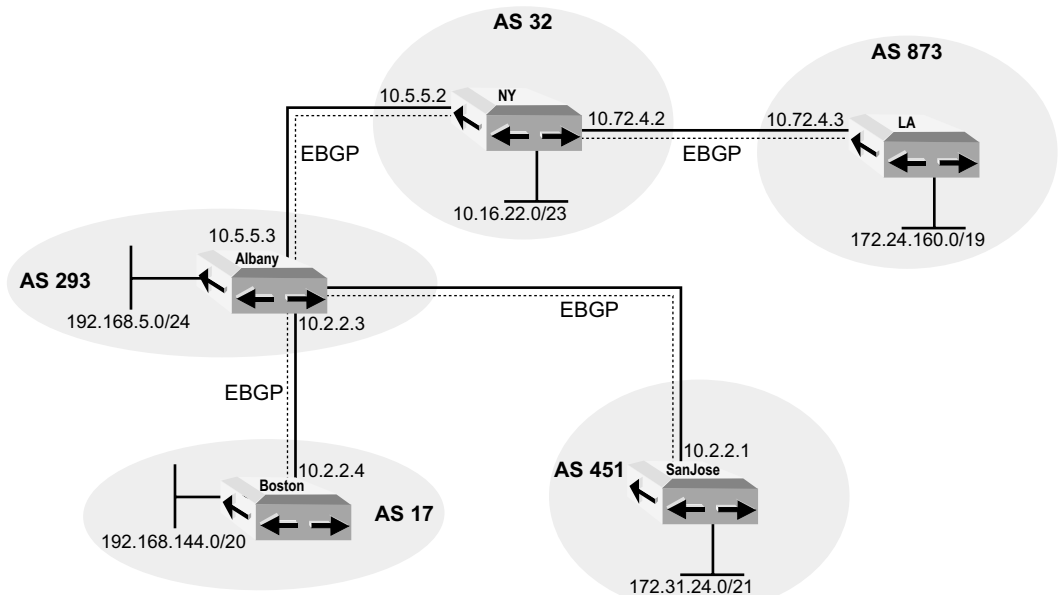 AS 32
AS 873
10.5.5.2
NY
10.72.4.2
10.72.4.3
LA
EBGP
EBGP
10.16.22.0/23
172.24.160.0/19
10.5.5.3
Albany
AS 293
192.168.5.0/24
10.2.2.3
EBGP
EBGP
10.2.2.4
10.2.2.1
Boston
AS 451
SanJose
AS 17
192.168.144.0/20
172.31.24.0/21